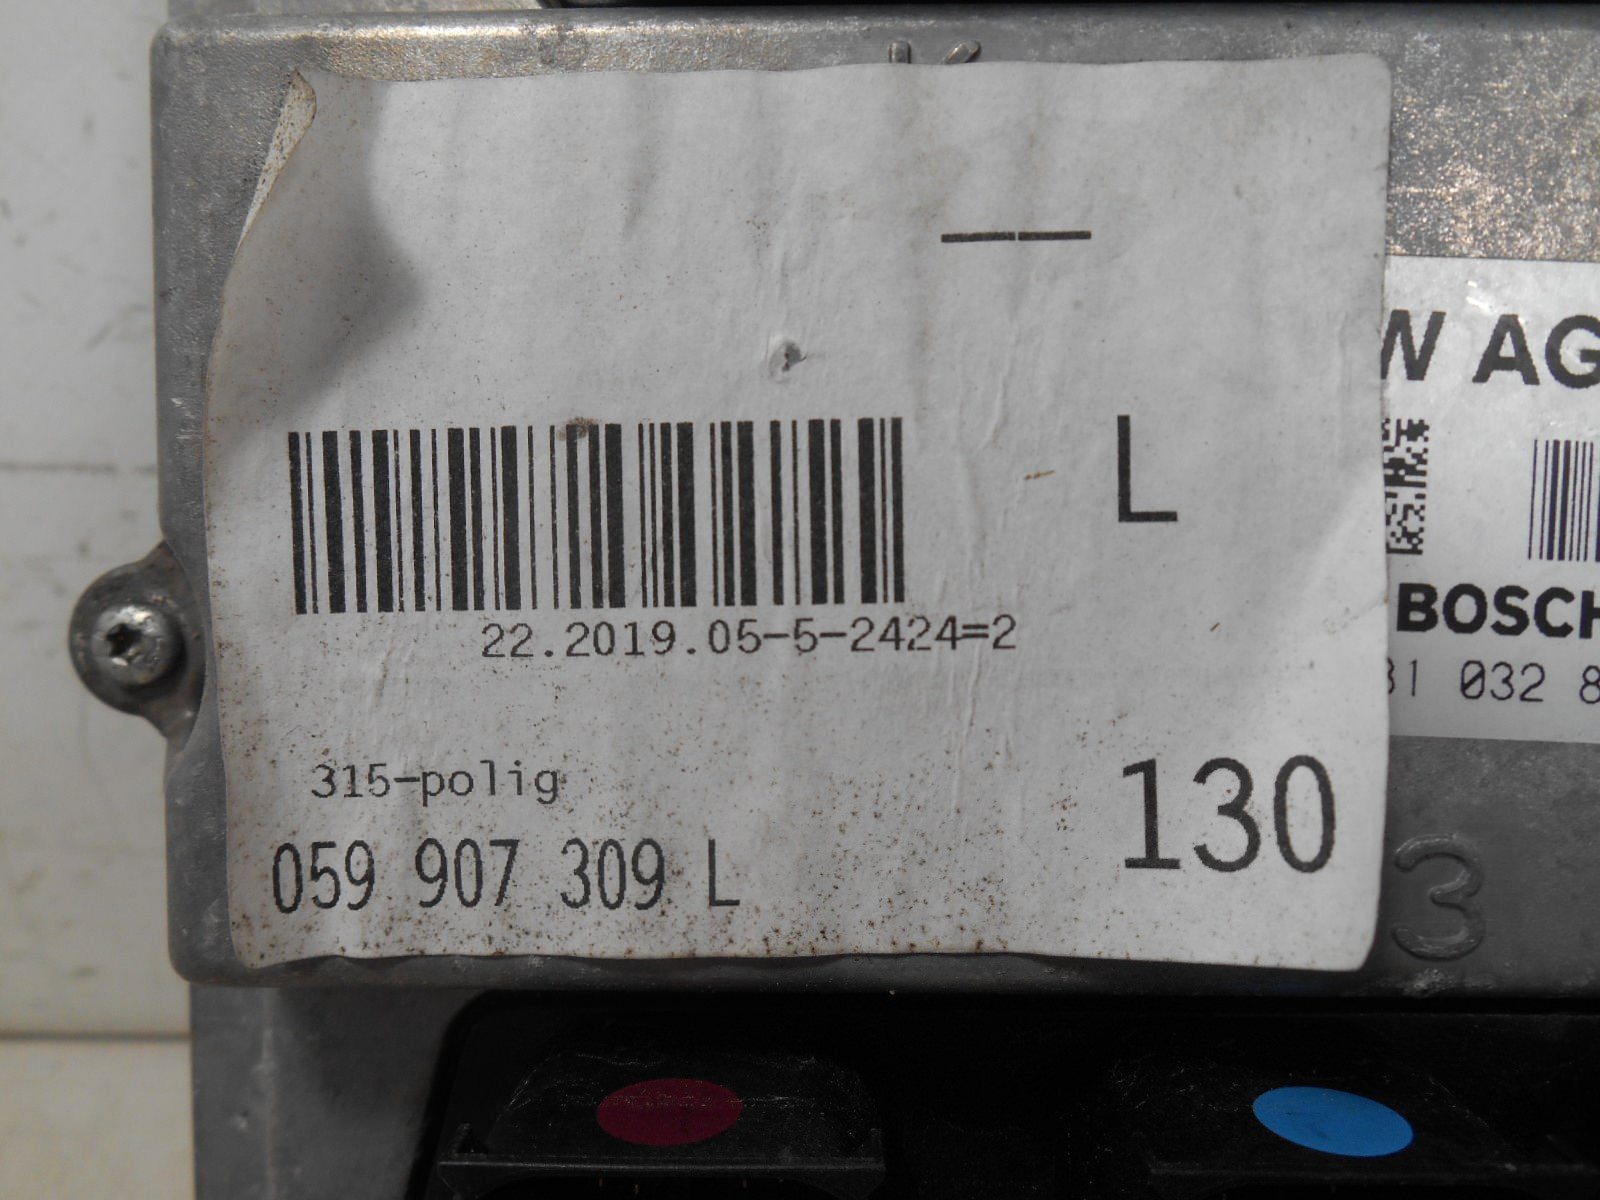 W AG
L
BOSCH
22.2019.05-5-2424=2
31 032 8
315-polig
130
059 907 309 L
3